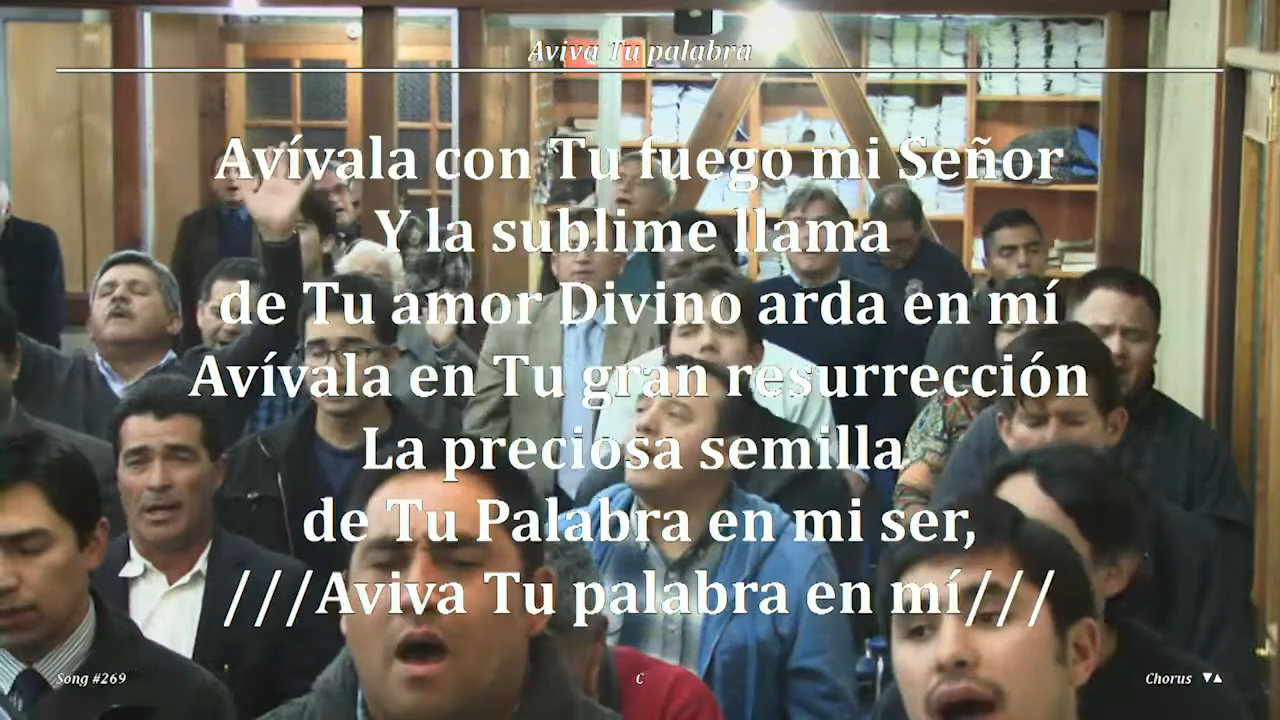 Aviva Tu palabra
Avívala con Tu fuego mi Señor
Y la sublime llama
de Tu amor Divino arda en mí
Avívala en Tu gran resurrección
La preciosa semilla
de Tu Palabra en mi ser,
///Aviva Tu palabra en mí///
Song #269
C
Chorus ▼▲